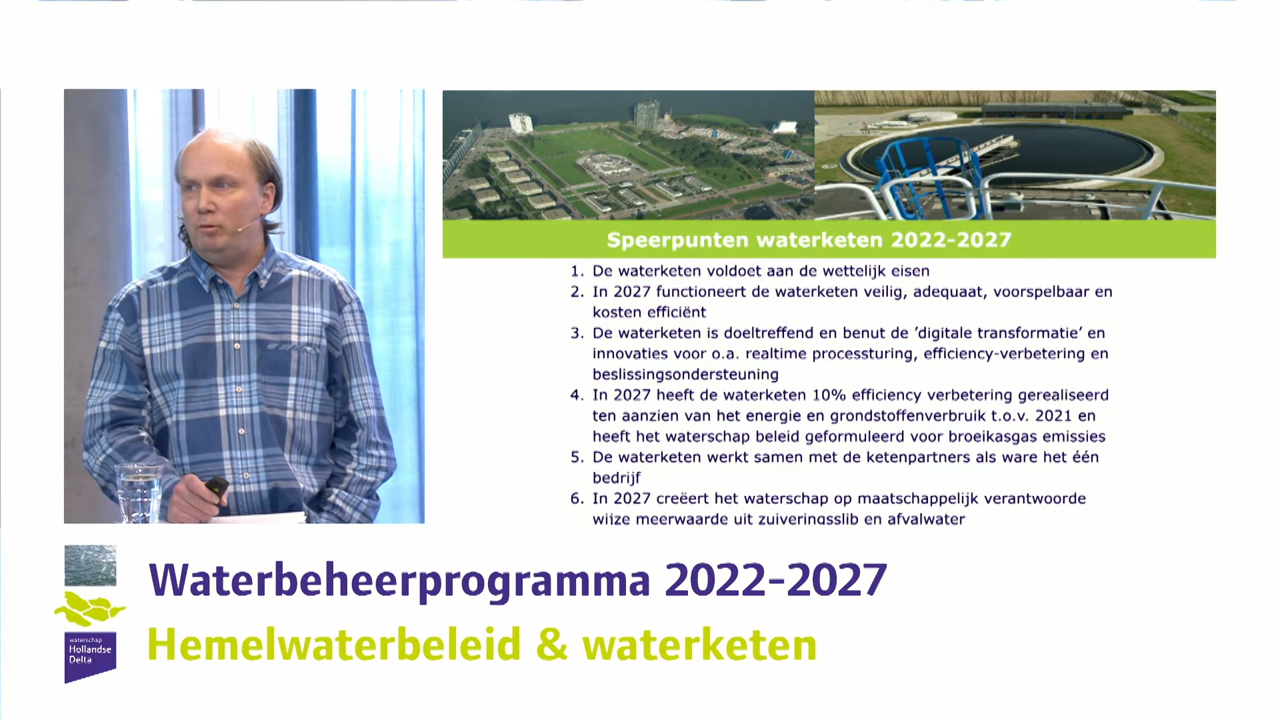 Speerpunten waterketen 2022-2027
1. De waterketen voldoet aan de wettelijk eisen
2. In 2027 functioneert de waterketen veilig, adequaat, voorspelbaar en
kosten efficiënt
3. De waterketen is doeltreffend en benut de ’digitale transformatie’ en
innovaties voor o.a. realtime processturing, efficiency-verbetering en
beslissingsondersteuning
4. In 2027 heeft de waterketen 10% efficiency verbetering gerealiseerd
ten aanzien van het energie en grondstoffenverbruik t.o.v. 2021 en
heeft het waterschap beleid geformuleerd voor broeikasgas emissies
5. De waterketen werkt samen met de ketenpartners als ware het één
bedrijf
6. In 2027 creëert het waterschap op maatschappelijk verantwoorde
wijze meerwaarde uit zuiveringsslib en afvalwater
Waterbeheerprogramma 2022-2027
Hemelwaterbeleid & waterketen
waterschap
Hollandse
Delta